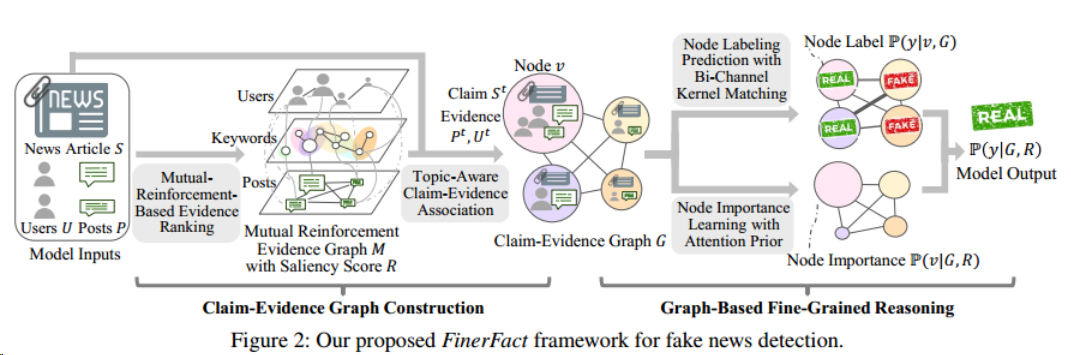 NEWS
News Article S
Users U Posts P
Model Inputs
Mutual-
Reinforcement-
Based Evidence
Ranking
Users
Keywords
Posts
Mutual Reinforcement
Evidence Graph M
with Saliency Score R
Topic-Aware
Claim-Evidence
Association
Node v
Claim Sᵗ
Evidence
Pᵗ, Uᵗ
Claim-Evidence Graph G
Node Labeling
Prediction with
Bi-Channel
Kernel Matching
Node Importance
Learning with
Attention Prior
Node Label ℙ(y|v, G)
REAL
FAKE
REAL
FAKE
Node Importance ℙ(v|G, R)
REAL
ℙ(y|G, R)
Model Output
Claim-Evidence Graph Construction
Graph-Based Fine-Grained Reasoning
Figure 2: Our proposed FinerFact framework for fake news detection.